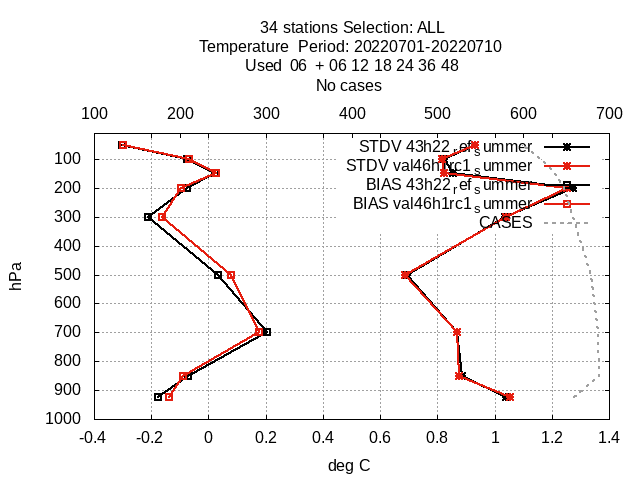 34 stations Selection: ALL
Temperature Period: 20220701-20220710
Used 06 + 06 12 18 24 36 48
No cases
100 200 300 400 500 600 700
STDV 43h22_ref_summer
100
STDV val46h1rc1_summer
BIAS 43h22_ref_summer
200
BIAS val46h1rc1_summer
300
CASES
400
hPa
500
600
700
800
900
1000
-0.4 -0.2 0 0.2 0.4 0.6 0.8 1 1.2 1.4
deg C